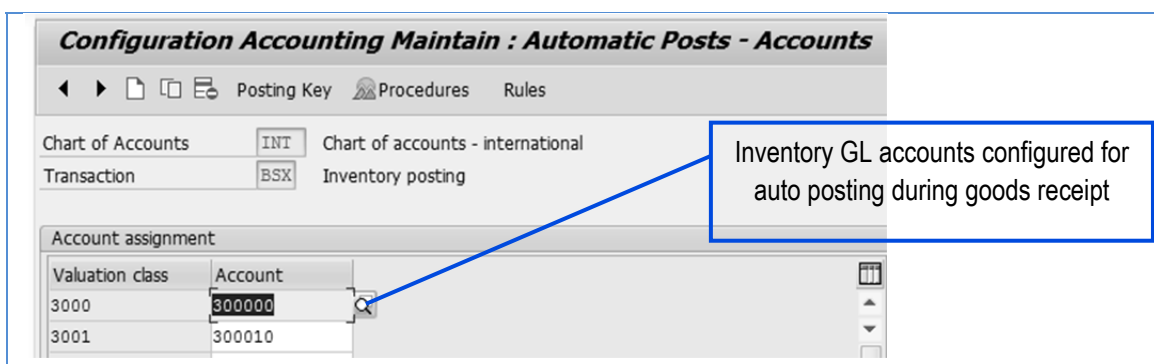 Configuration Accounting Maintain : Automatic Posts - Accounts
Posting Key Procedures Rules
Chart of Accounts INT Chart of accounts - international
Transaction BSX Inventory posting
Inventory GL accounts configured for
auto posting during goods receipt
Account assignment
Valuation class Account
3000 300000
3001 300010